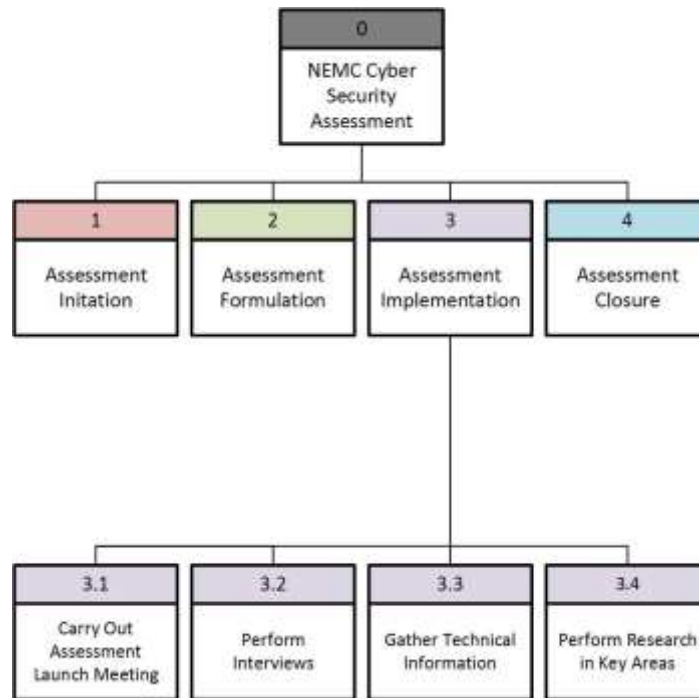 0
NEMC Cyber
Security
Assessment
1
Assessment
Initation
2
Assessment
Formulation
3
Assessment
Implementation
4
Assessment
Closure
3.1
Carry Out
Assessment
Launch Meeting
3.2
Perform
Interviews
3.3
Gather Technical
Information
3.4
Perform Research
in Key Areas